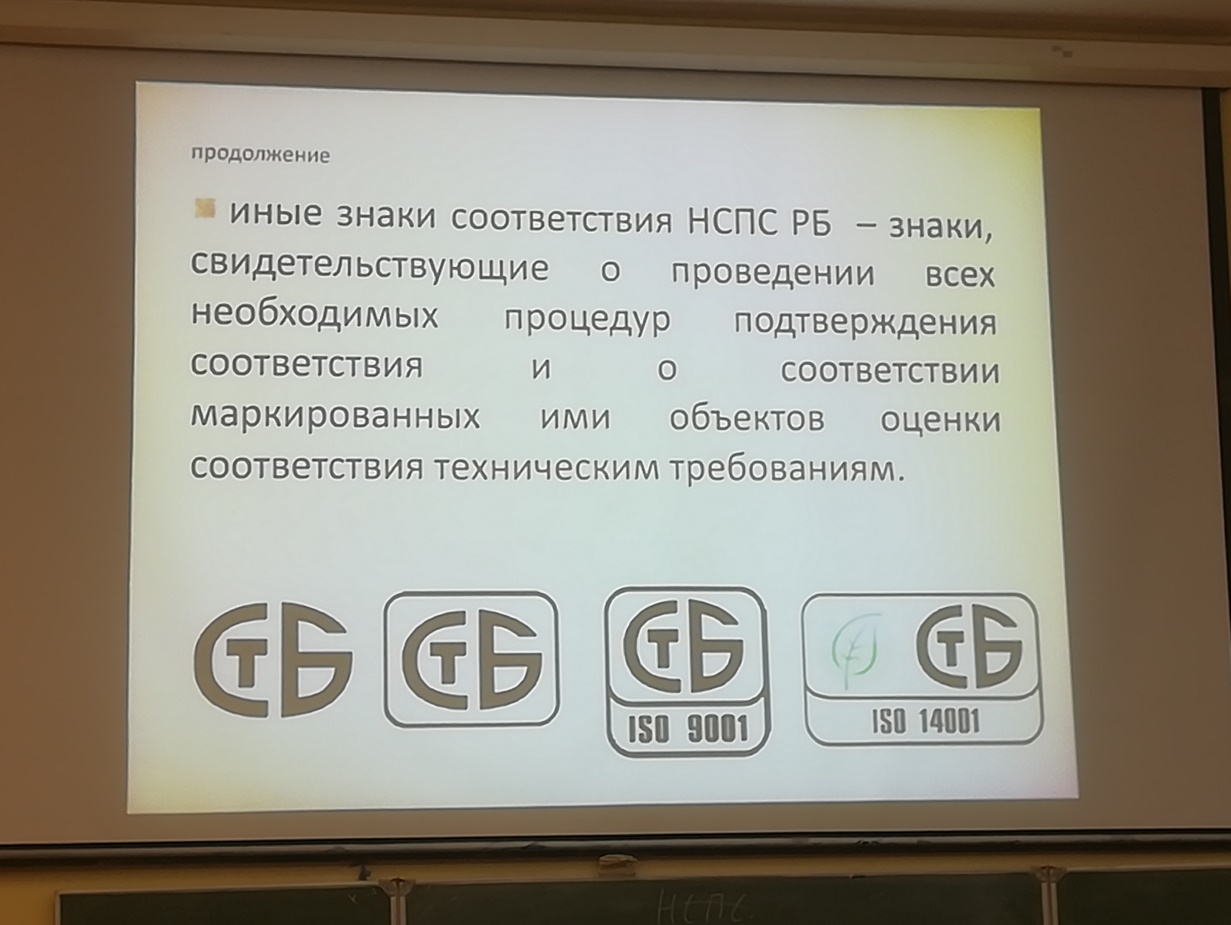 продолжение
иные знаки соответствия НСПС РБ – знаки,
свидетельствующие о проведении всех
необходимых процедур подтверждения
соответствия и о соответствии
маркированных ими объектов оценки
соответствия техническим требованиям.
СТБ СТБ СТБ СТБ
ISO 9001 ISO 14001
НСПС